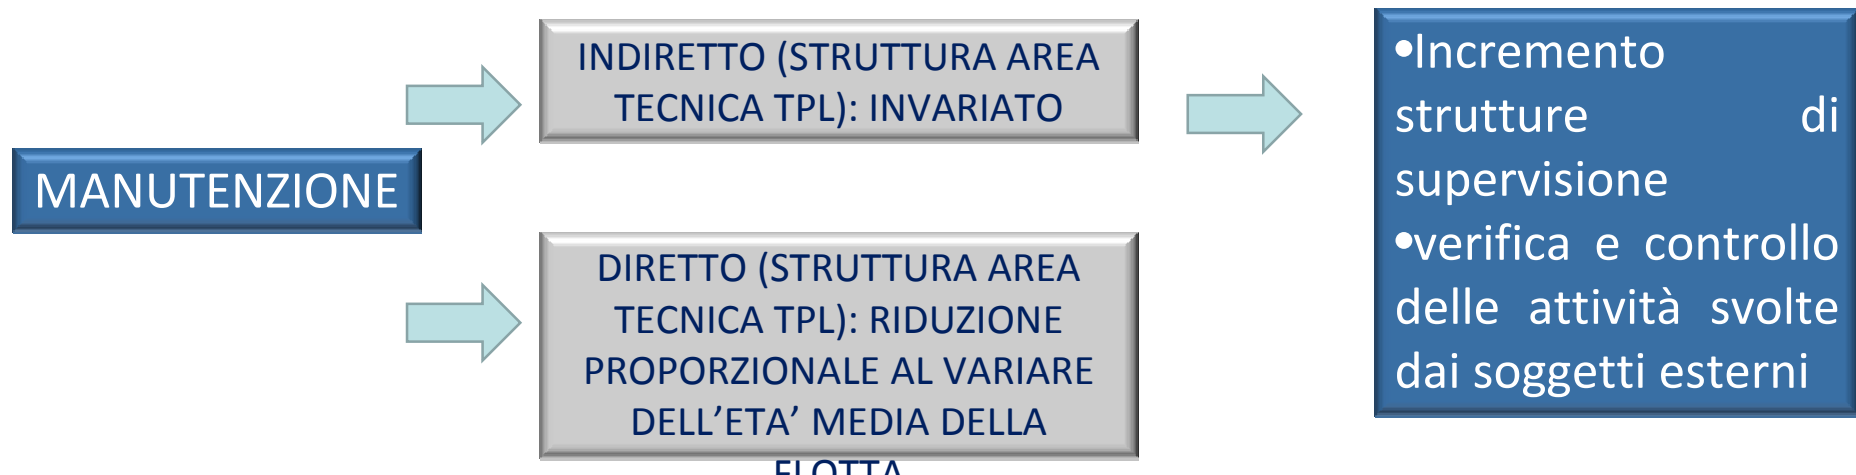 MANUTENZIONE
INDIRETTO (STRUTTURA AREA
TECNICA TPL): INVARIATO
DIRETTO (STRUTTURA AREA
TECNICA TPL): RIDUZIONE
PROPORZIONALE AL VARIARE
DELL’ETA’ MEDIA DELLA
FLOTTA
•Incremento
strutture di
supervisione
•verifica e controllo
delle attività svolte
dai soggetti esterni